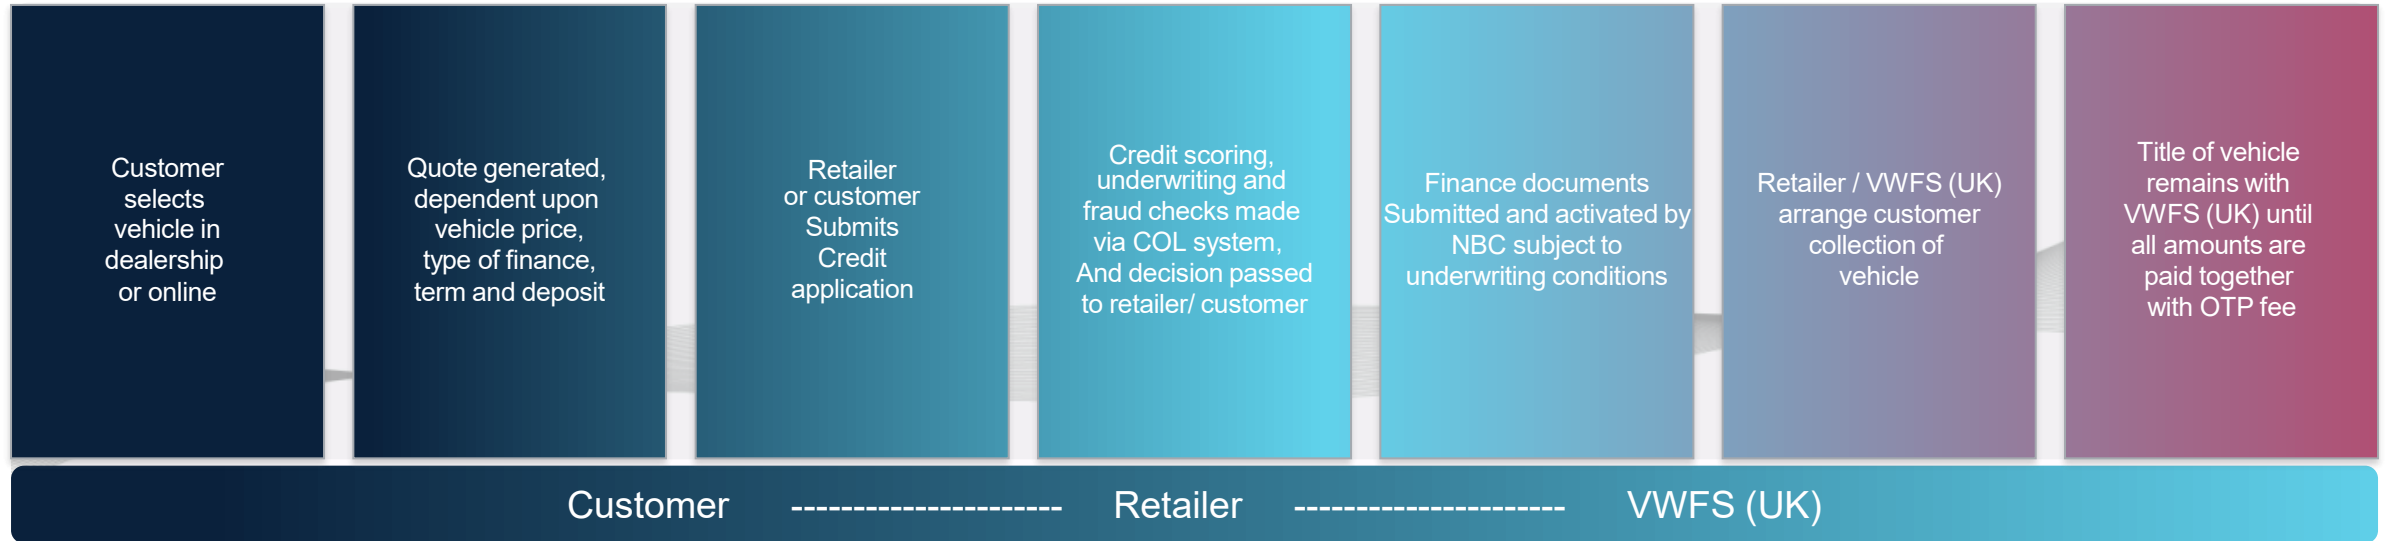 Customer
selects
vehicle in
dealership
or online
Quote generated,
dependent upon
vehicle price,
type of finance,
term and deposit
Retailer
or customer
Submits
Credit
application
Credit scoring,
underwriting and
fraud checks made
via COL system,
And decision passed
to retailer/ customer
Finance documents
Submitted and activated by
NBC subject to
underwriting conditions
Retailer / VWFS (UK)
arrange customer
collection of
vehicle
Title of vehicle
remains with
VWFS (UK) until
all amounts are
paid together
with OTP fee
Customer ---------------------- Retailer ---------------------- VWFS (UK)